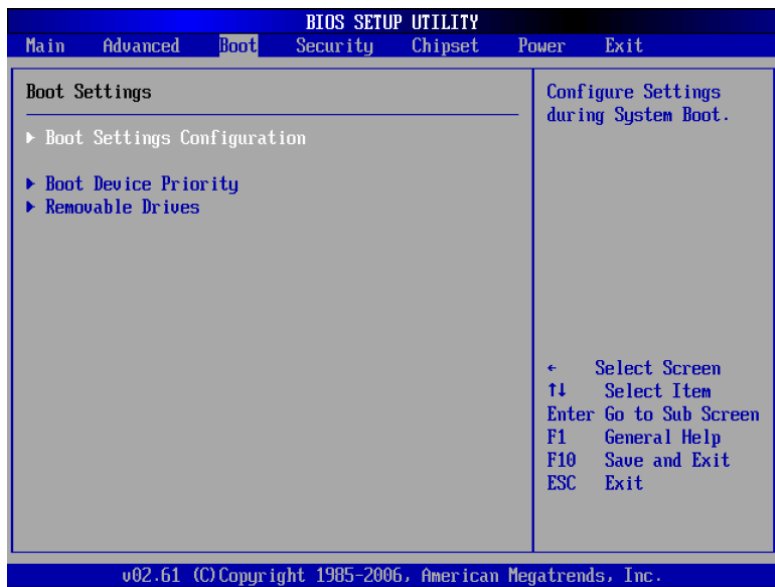 BIOS SETUP UTILITY
Main Advanced Boot Security Chipset Power Exit
Boot Settings
▶ Boot Settings Configuration
▶ Boot Device Priority
▶ Removable Drives
Configure Settings
during System Boot.
← Select Screen
↑↓ Select Item
Enter Go to Sub Screen
F1 General Help
F10 Save and Exit
ESC Exit
v02.61 (C)Copyright 1985-2006, American Megatrends, Inc.